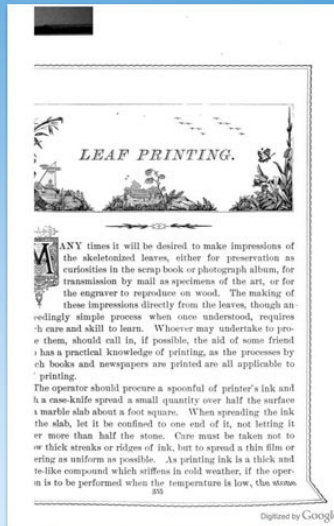 LEAF PRINTING.
MANY times it will be desired to make impressions of
the skeletonized leaves, either for preservation as
curiosities in the scrap book or photograph album, for
transmission by mail as specimens of the art, or for
the engraver to reproduce on wood. The making of
these impressions directly from the leaves, though an
eedingly simple process when once understood, requires
h care and skill to learn. Whoever may undertake to pro-
e them, should call in, if possible, the aid of some friend
has a practical knowledge of printing, as the processes by
ch books and newspapers are printed are all applicable to
printing.
The operator should procure a spoonful of printer's ink and
h a case-knife spread a small quantity over half the surface
marble slab about a foot square. When spreading the ink
the slab, let it be confined to one end of it, not letting it
er more than half the stone. Care must be taken not to
ow thick streaks or ridges of ink, but to spread a thin film or
ering as uniform as possible. As printing ink is a thick and
te-like compound which stiffens in cold weather, if the oper-
n is to be performed when the temperature is low, the stone
Digitized by Google